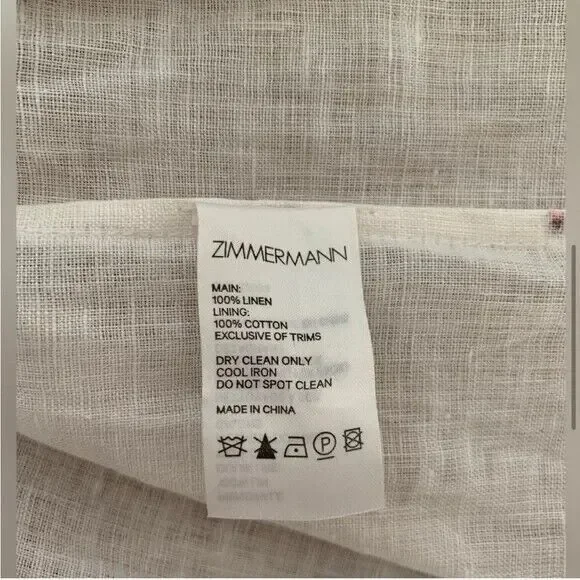 ZIMMERMANN
MAIN:
100% LINEN
LINING:
100% COTTON
EXCLUSIVE OF TRIMS
DRY CLEAN ONLY
COOL IRON
DO NOT SPOT CLEAN
MADE IN CHINA
P